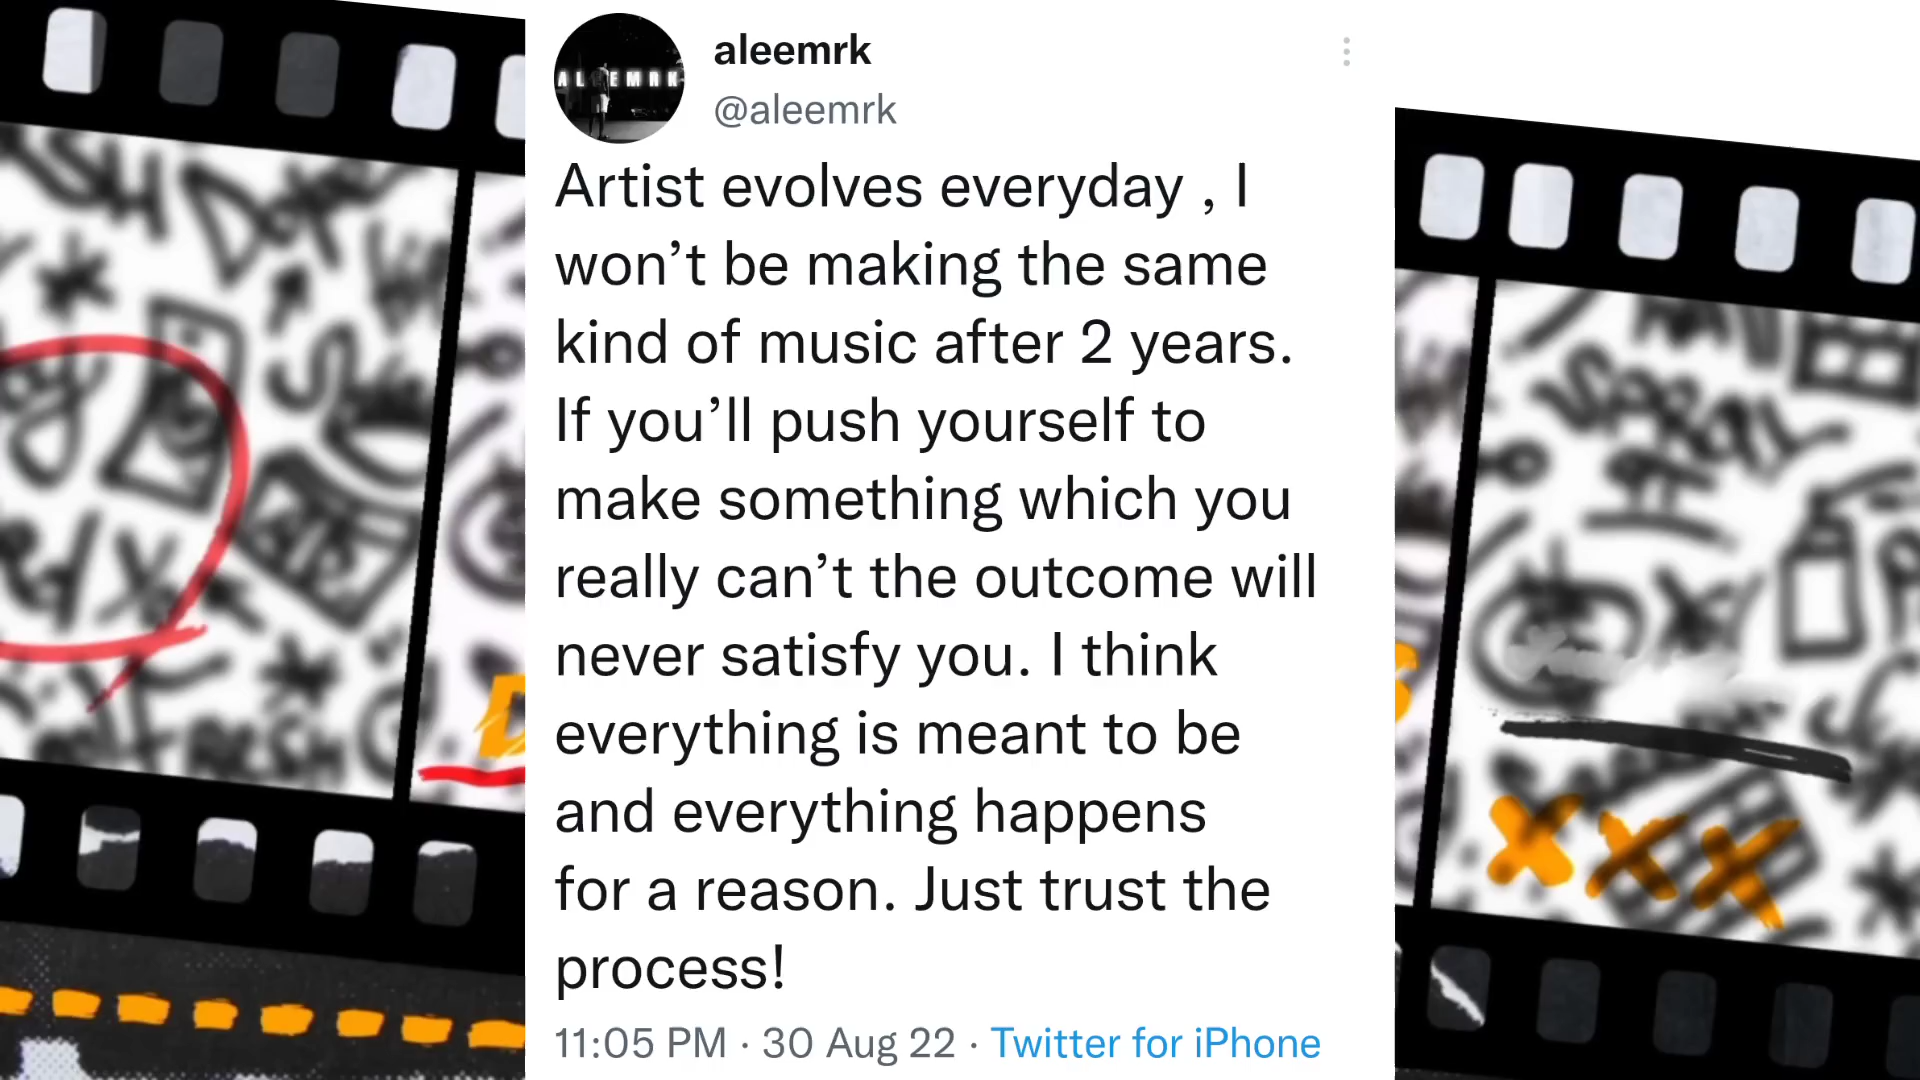 ALEEMRK
aleemrk
@aleemrk
Artist evolves everyday , I
won’t be making the same
kind of music after 2 years.
If you’ll push yourself to
make something which you
really can’t the outcome will
never satisfy you. I think
everything is meant to be
and everything happens
for a reason. Just trust the
process!
11:05 PM · 30 Aug 22 · Twitter for iPhone